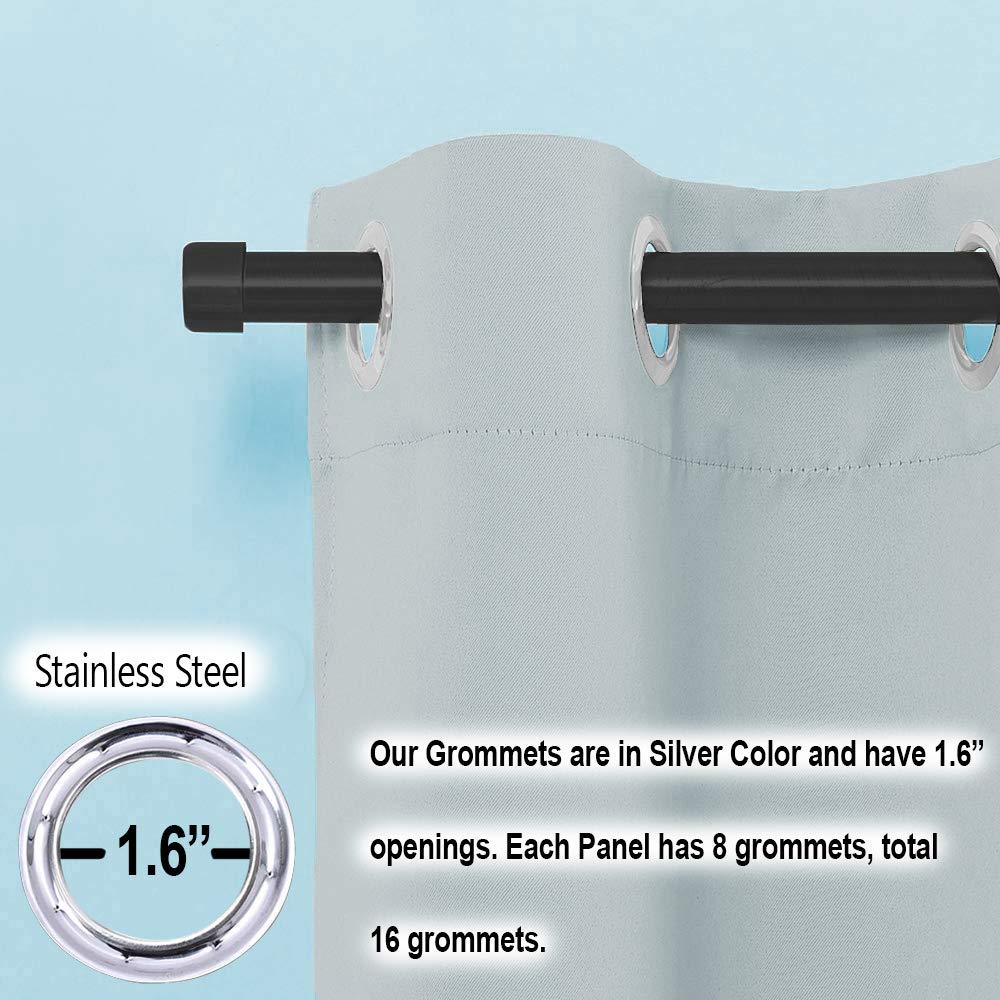 Stainless Steel
1.6”
Our Grommets are in Silver Color and have 1.6”
openings. Each Panel has 8 grommets, total
16 grommets.